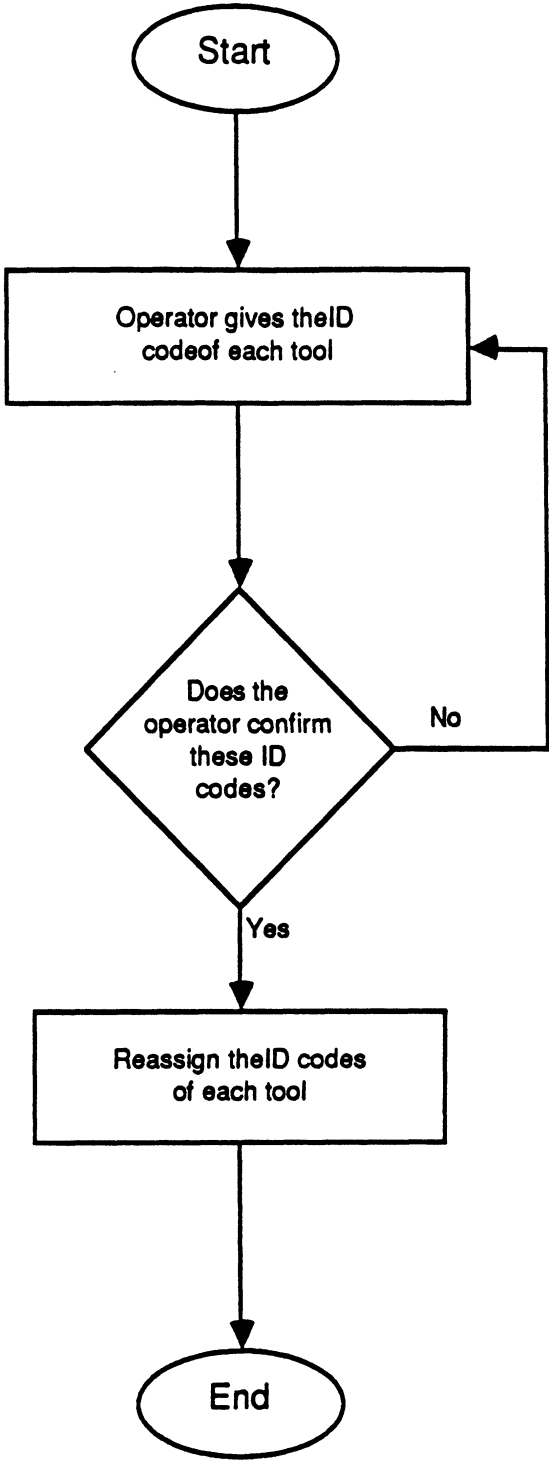 Start
Operator gives theID
codeof each tool
Does the
operator confirm
these ID
codes?
No
Yes
Reassign theID codes
of each tool
End